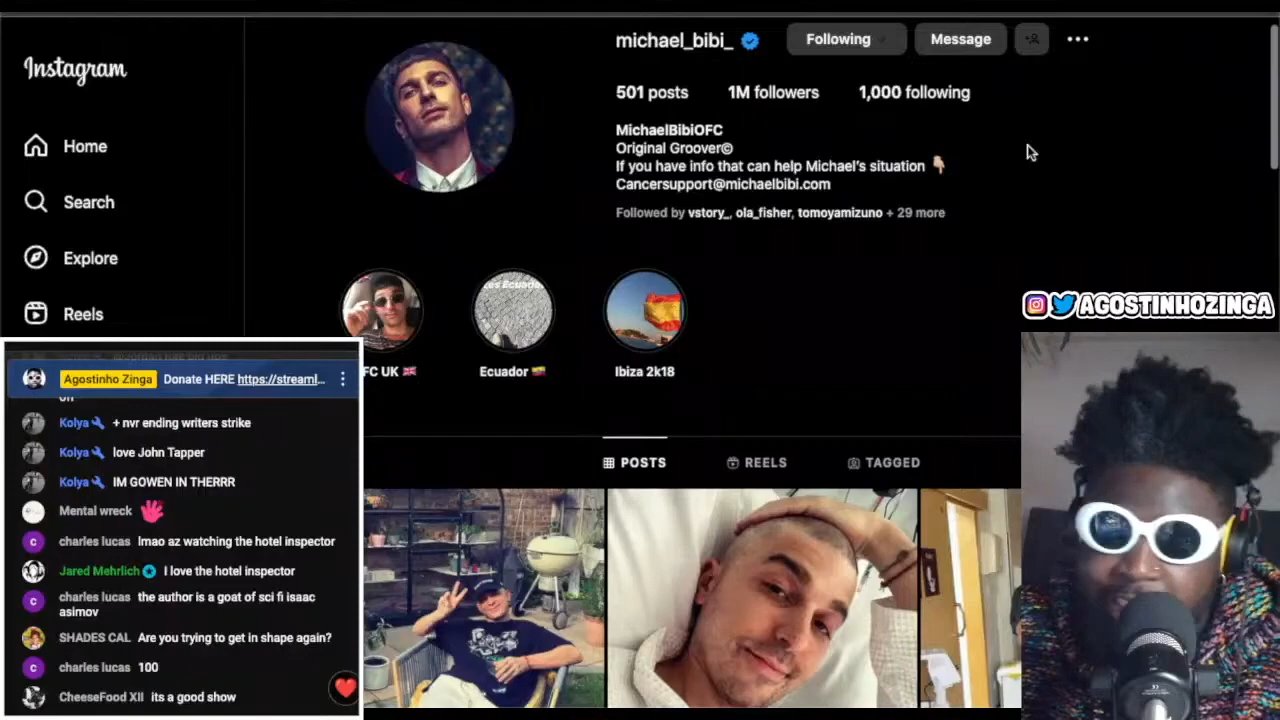 Instagram
Home
Search
Explore
Reels
michael_bibi_
Following
Message
501 posts
1M followers
1,000 following
MichaelBibiOFC
Original Groover©
If you have info that can help Michael's situation 👇🏼
Cancersupport@michaelbibi.com
Followed by vstory_, ola_fisher, tomoyamizuno + 29 more
FC UK 🇬🇧
Ecuador 🇪🇨
Ibiza 2k18
POSTS
REELS
TAGGED
AGOSTINHOZINGA
Agostinho Zinga Donate HERE https://streaml...
Kolya + nvr ending writers strike
Kolya love John Tapper
Kolya IM GOWEN IN THERRR
Mental wreck
charles lucas lmao az watching the hotel inspector
Jared Mehrlich I love the hotel inspector
charles lucas the author is a goat of sci fi isaac
asimov
SHADES CAL Are you trying to get in shape again?
charles lucas 100
CheeseFood XII its a good show